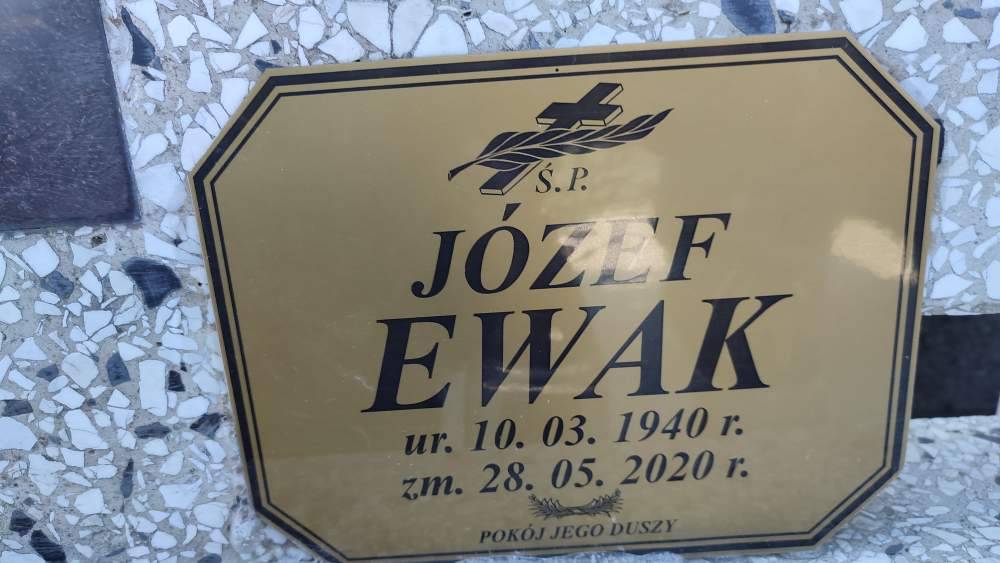 Ś.P.
JÓZEF
EWAK
ur. 10. 03. 1940 r.
zm. 28. 05. 2020 r.
POKÓJ JEGO DUSZY